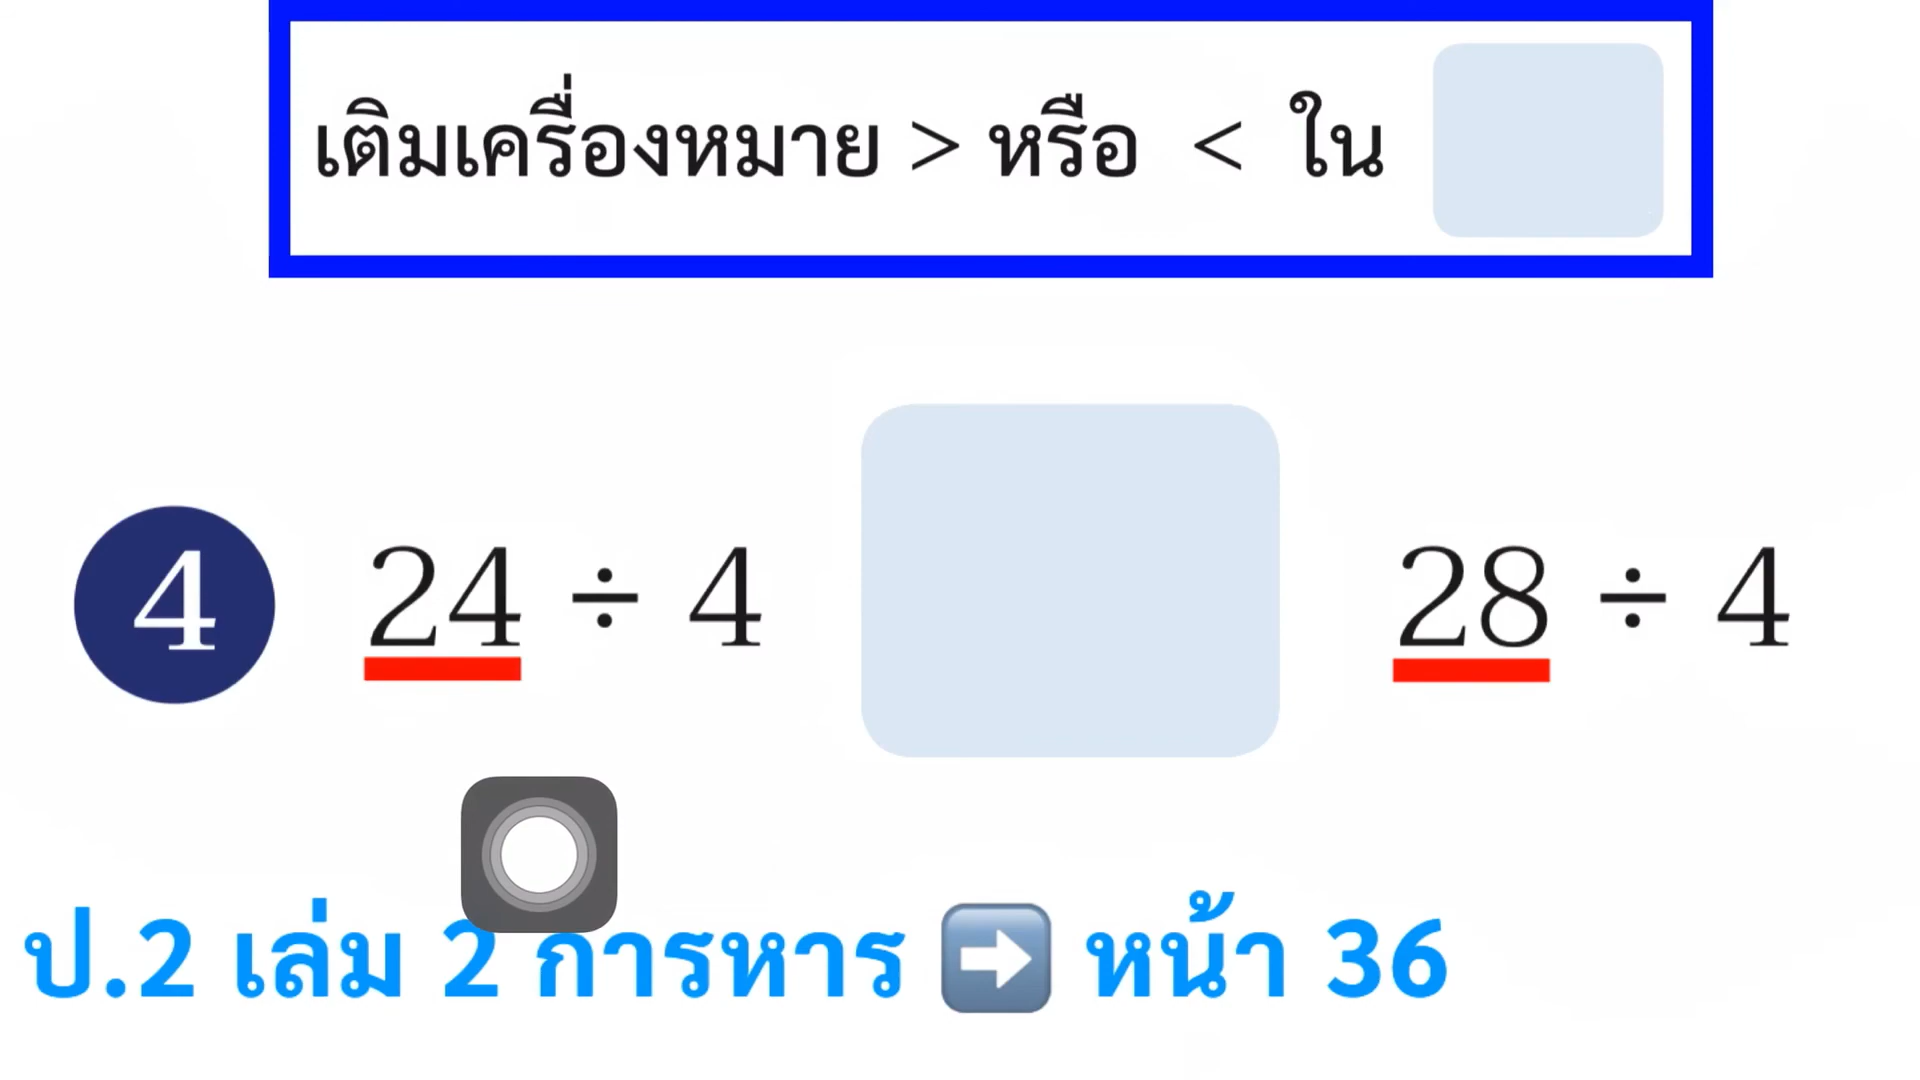 เติมเครื่องหมาย > หรือ < ใน
4 24 ÷ 4 28 ÷ 4
ป.2 เล่ม 2 การหาร ➡️ หน้า 36